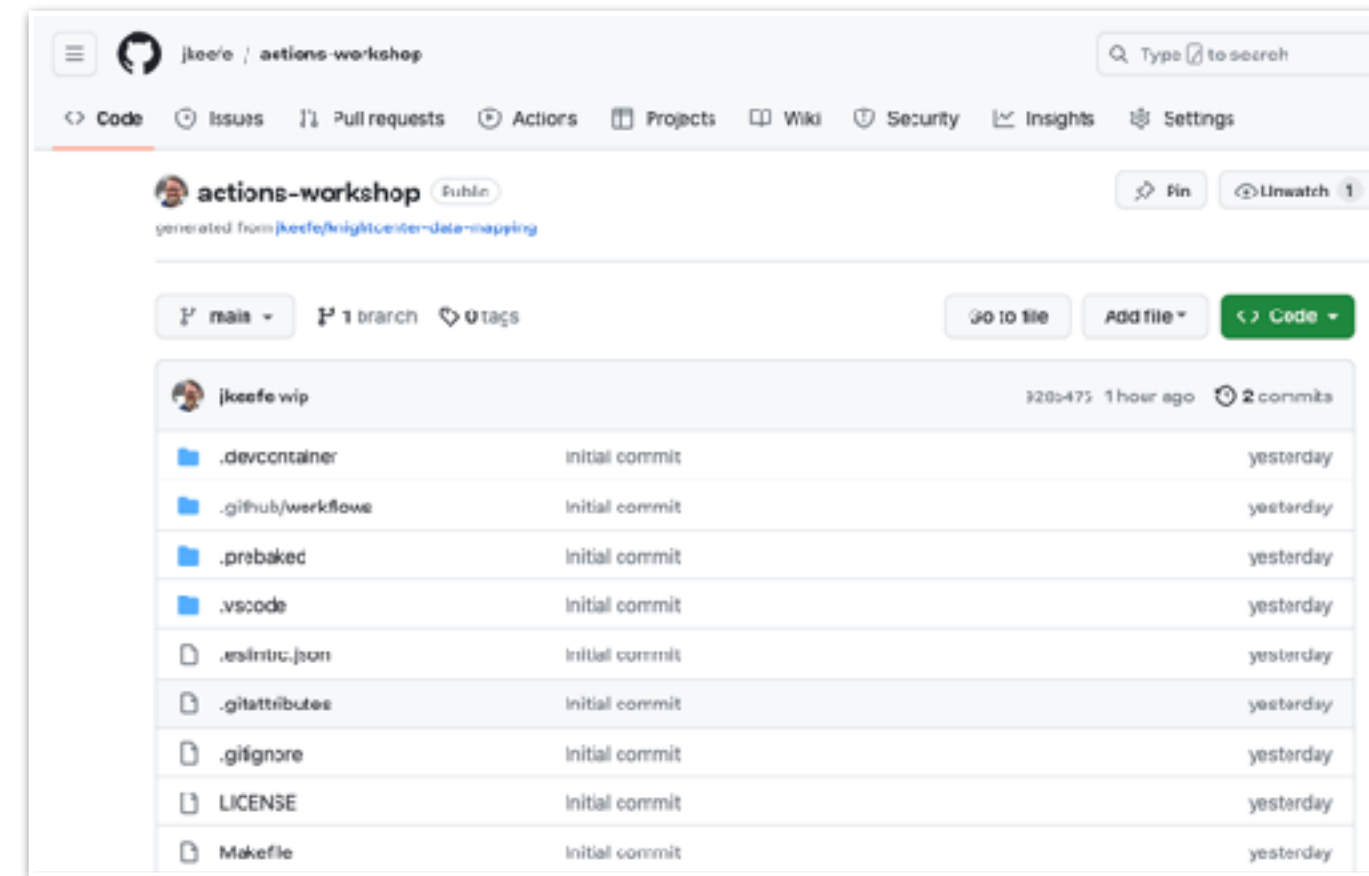 jkeefe / actions-workshop
Type / to search
Code Issues Pull requests Actions Projects Wiki Security Insights Settings
actions-workshop Public
Pin Unwatch 1
generated from jkeefe/knightcenter-data-mapping
main 1 branch 0 tags
Go to file Add file Code
jkeefe wip
1 hour ago 2 commits
.devcontainer Initial commit yesterday
.github/workflows Initial commit yesterday
.prebaked Initial commit yesterday
.vscode Initial commit yesterday
.eslintrc.json Initial commit yesterday
.gitattributes Initial commit yesterday
.gitignore Initial commit yesterday
LICENSE Initial commit yesterday
Makefile Initial commit yesterday